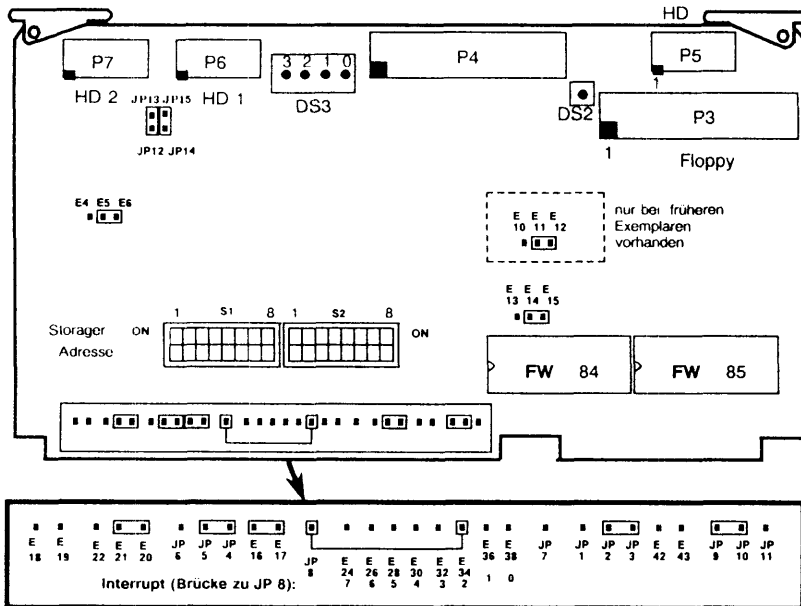 HD
P7 P6 3 2 1 0 P4 P5
HD 2 HD 1 DS3 1
JP13 JP15 DS2 P3
JP12 JP14 1 Floppy
E4 E5 E6
E E E
10 11 12
nur bei früheren
Exemplaren
vorhanden
E E E
13 14 15
1 S1 8 1 S2 8
Storager
Adresse
ON ON
FW 84 FW 85
E 18
E 19
E 22
E 21
E 20
JP 6
JP 5
JP 4
E 16
E 17
JP 8
E 24 7
E 26 6
E 28 5
E 30 4
E 32 3
E 34 2
E 36 1
E 38 0
JP 7
JP 1
JP 2
JP 3
E 42
E 43
JP 9
JP 10
JP 11
Interrupt (Brücke zu JP 8):